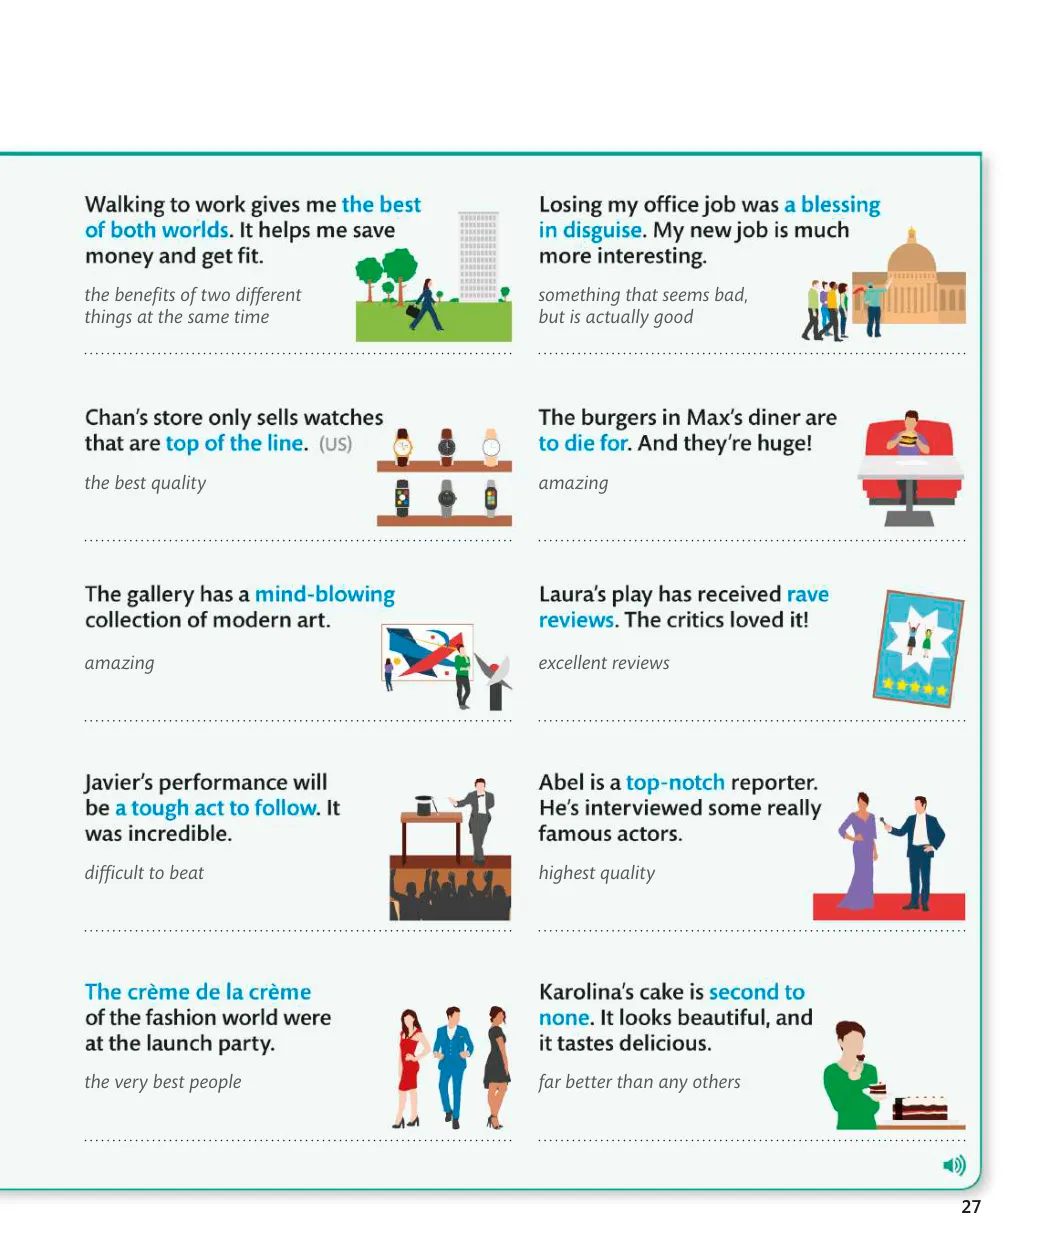 Walking to work gives me the best
of both worlds. It helps me save
money and get fit.
the benefits of two different
things at the same time
Losing my office job was a blessing
in disguise. My new job is much
more interesting.
something that seems bad,
but is actually good
Chan's store only sells watches
that are top of the line. (US)
the best quality
The burgers in Max's diner are
to die for. And they're huge!
amazing
The gallery has a mind-blowing
collection of modern art.
amazing
Laura's play has received rave
reviews. The critics loved it!
excellent reviews
Javier's performance will
be a tough act to follow. It
was incredible.
difficult to beat
Abel is a top-notch reporter.
He's interviewed some really
famous actors.
highest quality
The crème de la crème
of the fashion world were
at the launch party.
the very best people
Karolina's cake is second to
none. It looks beautiful, and
it tastes delicious.
far better than any others
27